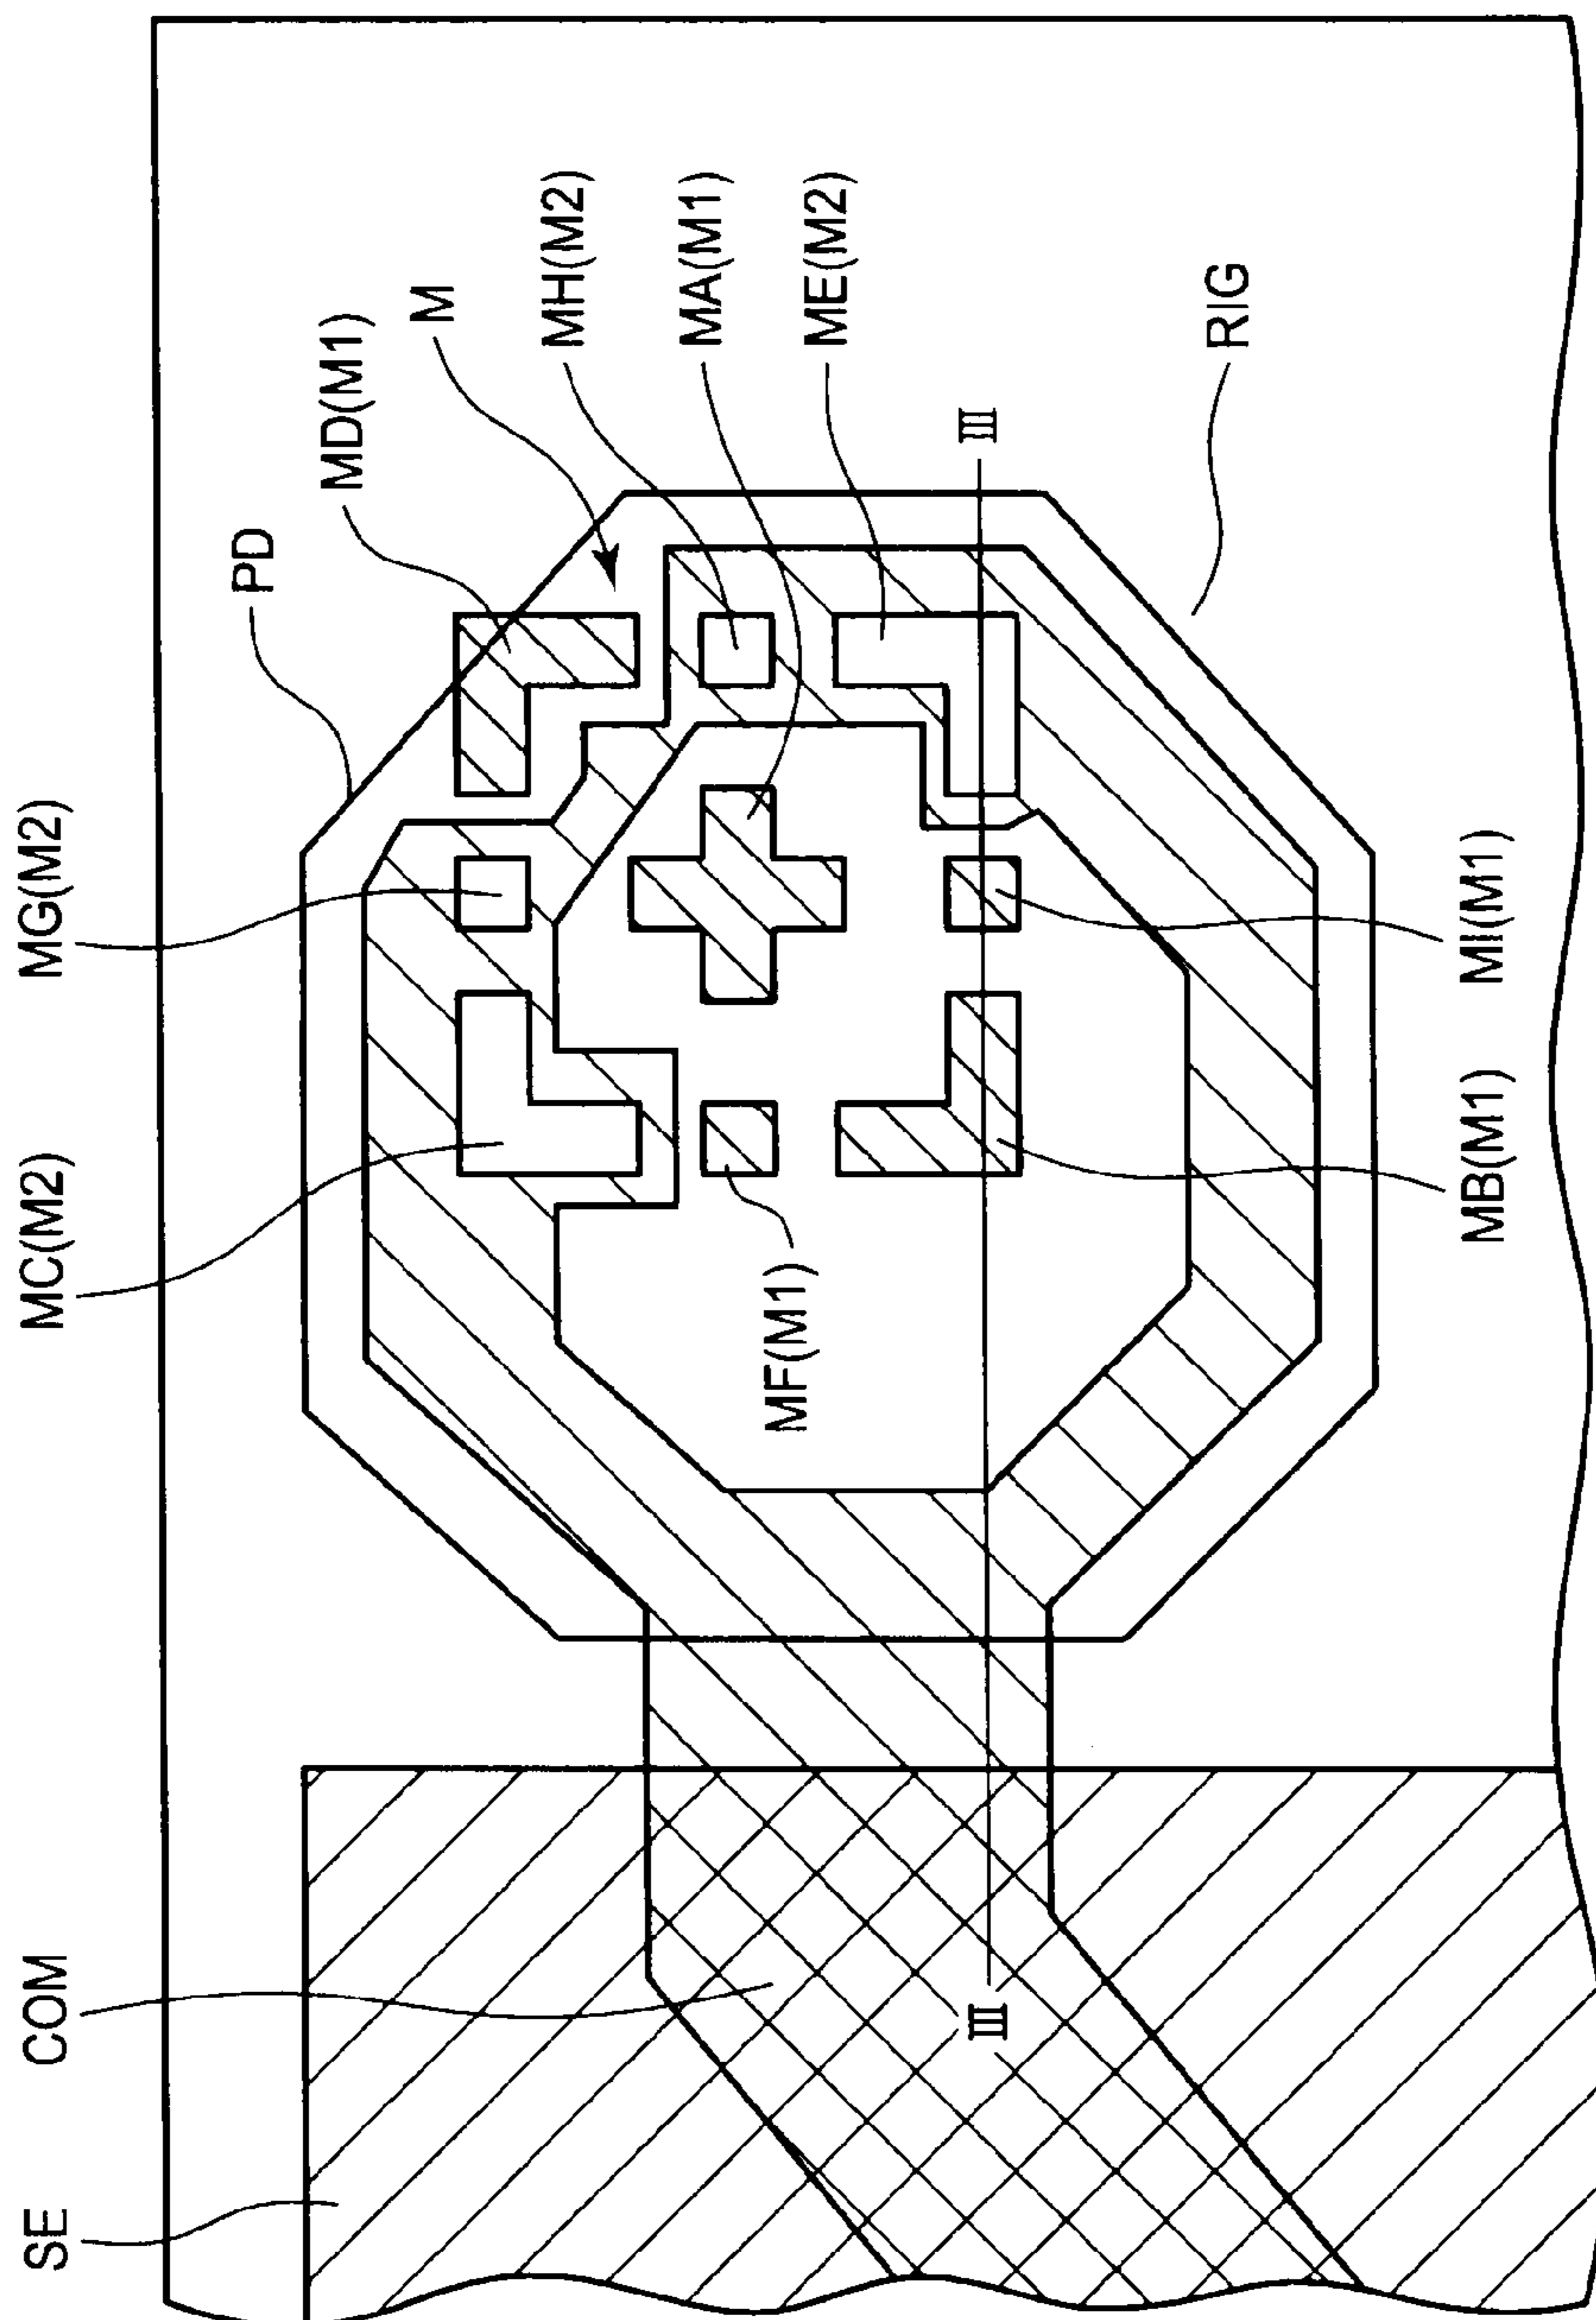 SE
COM
MC(M2)
MG(M2)
PD
MD(M1)
M
MH(M2)
MA(M1)
ME(M2)
III
RIG
MF(M1)
III
MB(M1)
MI(M1)